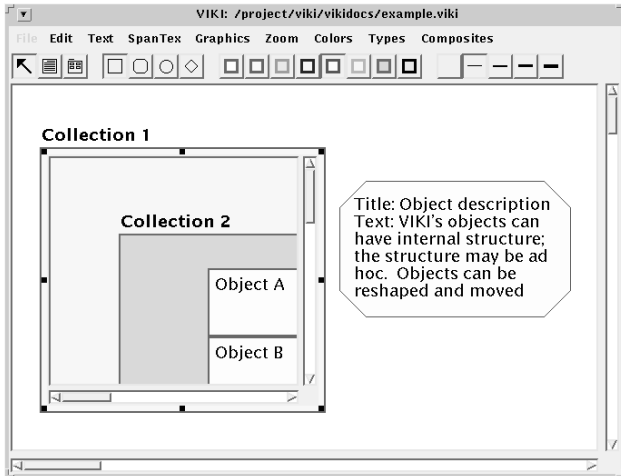 VIKI: /project/viki/vikidocs/example.viki
File Edit Text SpanTex Graphics Zoom Colors Types Composites
Collection 1
Collection 2
Object A
Object B
Title: Object description
Text: VIKI's objects can
have internal structure;
the structure may be ad
hoc. Objects can be
reshaped and moved